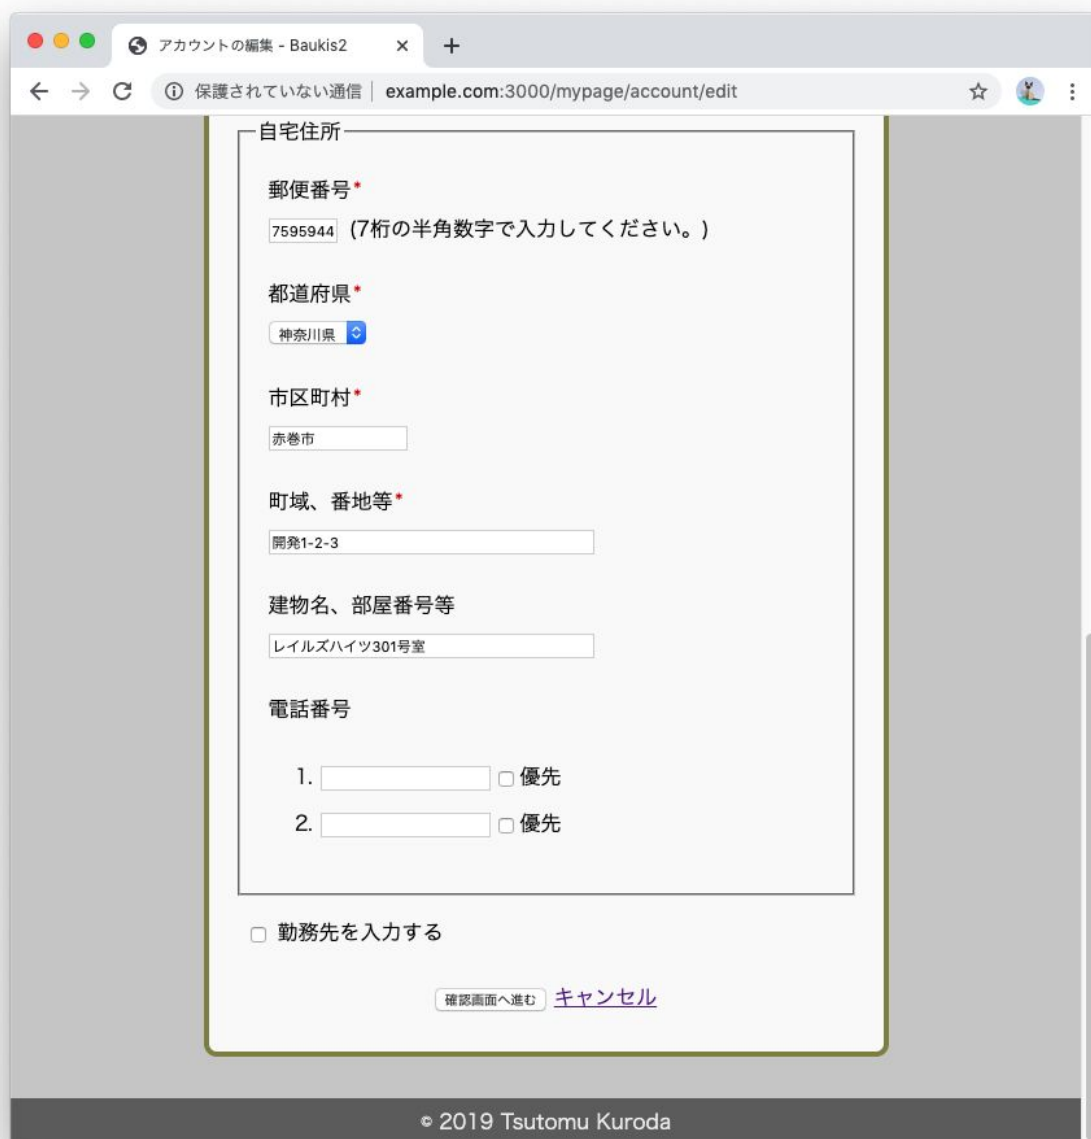 アカウントの編集 - Baukis2
保護されていない通信 | example.com:3000/mypage/account/edit
自宅住所
郵便番号*
7595944 (7桁の半角数字で入力してください。)
都道府県*
神奈川県
市区町村*
赤巻市
町域、番地等*
開発1-2-3
建物名、部屋番号等
レイルズハイツ301号室
電話番号
1. 優先
2. 優先
勤務先を入力する
確認画面へ進む キャンセル
© 2019 Tsutomu Kuroda